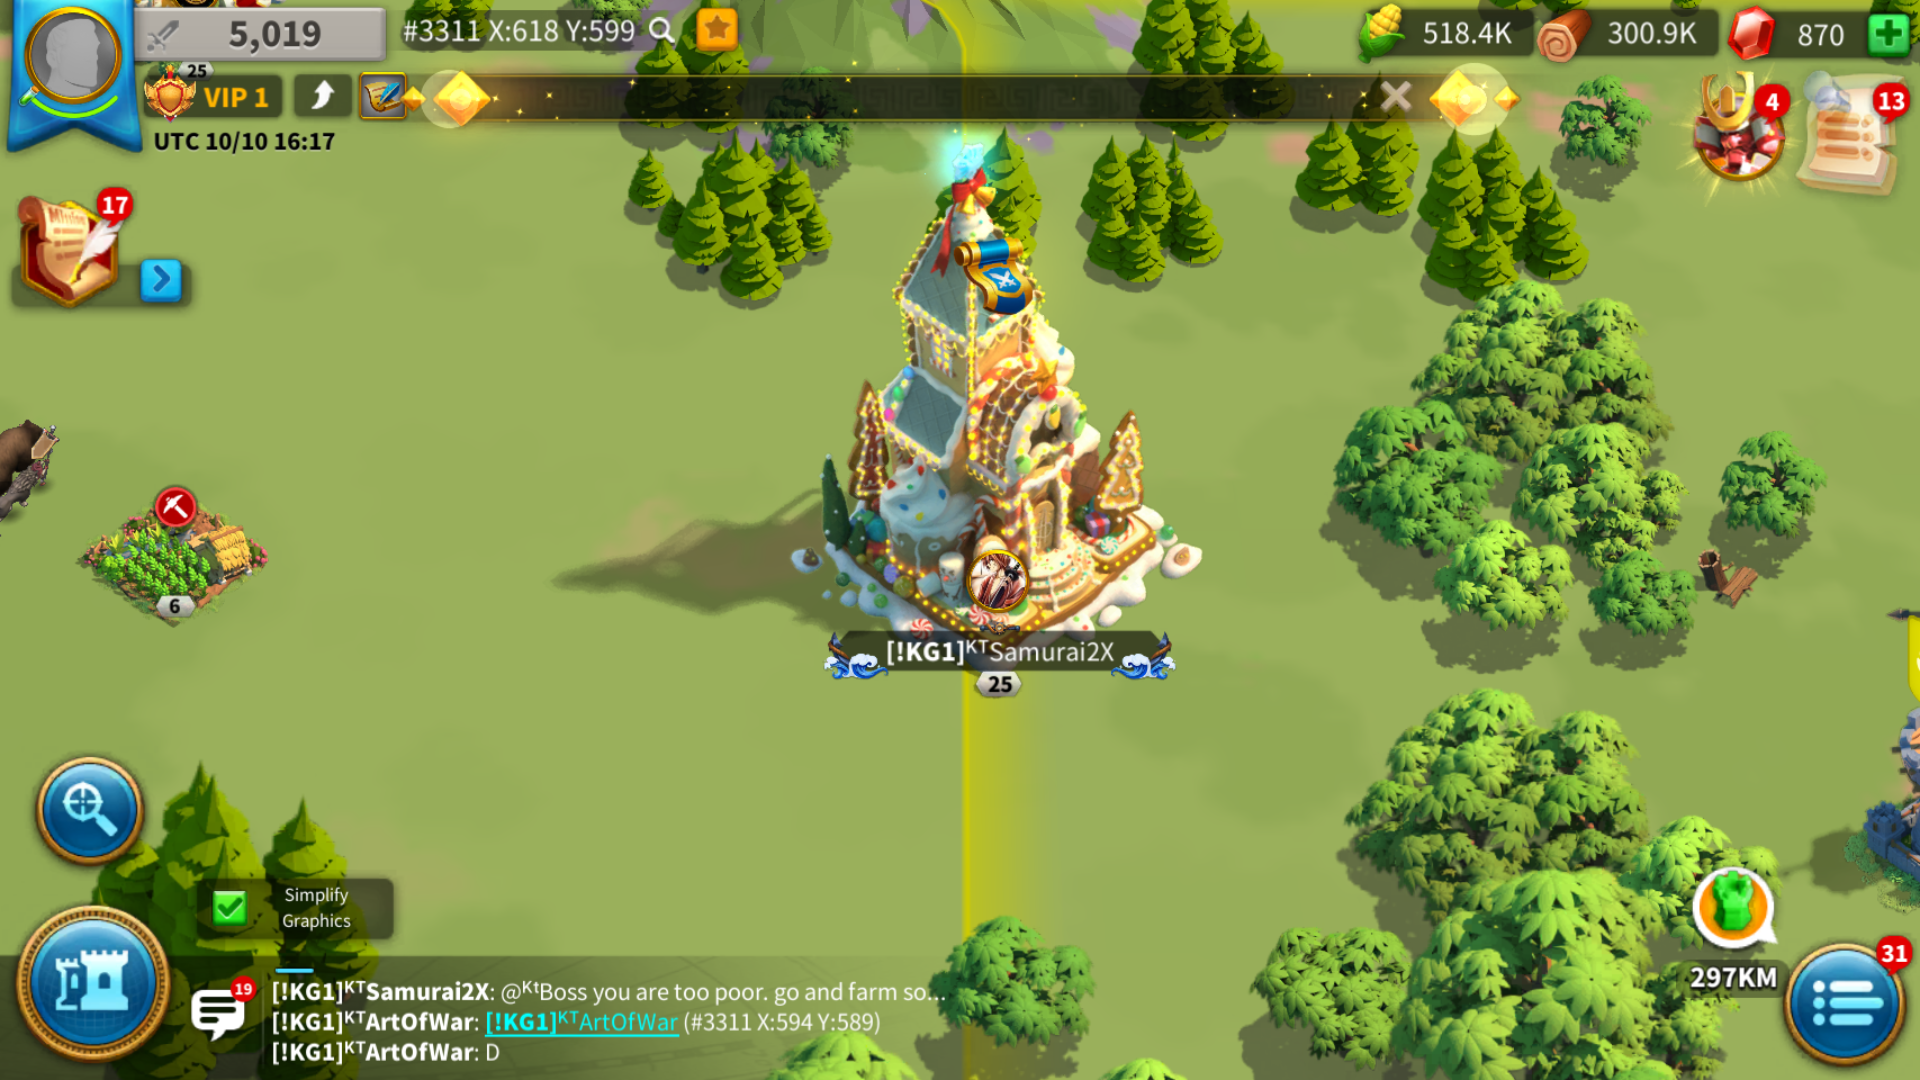 5,019
#3311 X:618 Y:599
518.4K
300.9K
870
25
VIP 1
UTC 10/10 16:17
4
13
Mission
17
6
[!KG1]ᴷᵀSamurai2X
25
Simplify
Graphics
297KM
31
19
[!KG1]ᴷᵀSamurai2X: @ᴷᵗBoss you are too poor. go and farm so...
[!KG1]ᴷᵀArtOfWar: [!KG1]ᴷᵀArtOfWar (#3311 X:594 Y:589)
[!KG1]ᴷᵀArtOfWar: D